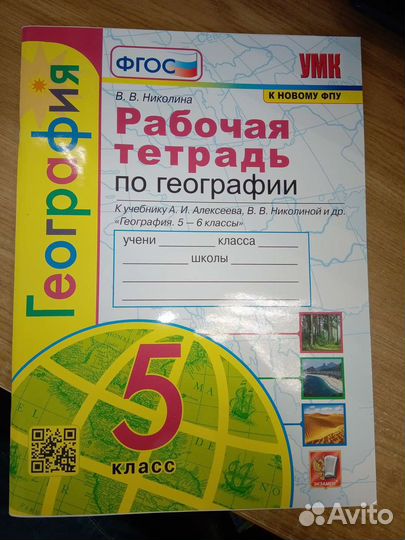 География
ФГОС
УМК
К НОВОМУ ФПУ
В. В. Николина
Рабочая
тетрадь
по географии
К учебнику А. И. Алексеева, В. В. Николиной и др.
«География. 5 — 6 классы»
учени ________ класса ________
________ школы ________
5
класс
ЭКЗАМЕН
Avito